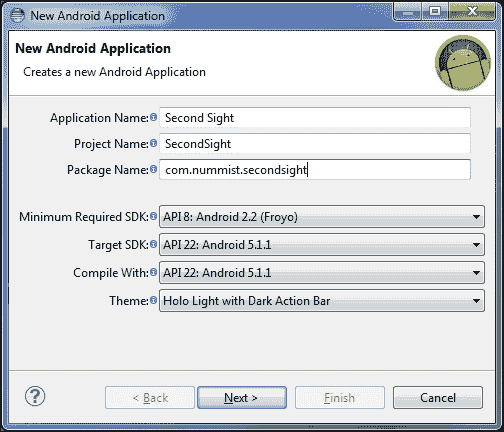 New Android Application
New Android Application
Creates a new Android Application
Application Name: Second Sight
Project Name: SecondSight
Package Name: com.nummist.secondsight
Minimum Required SDK: API 8: Android 2.2 (Froyo)
Target SDK: API 22: Android 5.1.1
Compile With: API 22: Android 5.1.1
Theme: Holo Light with Dark Action Bar
? < Back Next > Finish Cancel